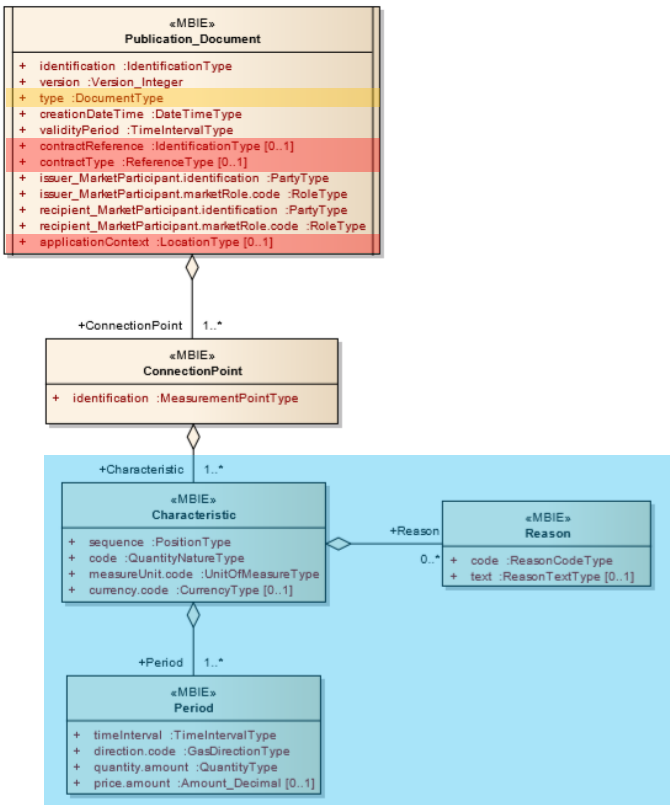 «MBIE»
Publication_Document
+ identification :IdentificationType
+ version :Version_Integer
+ type :DocumentType
+ creationDateTime :DateTimeType
+ validityPeriod :TimeIntervalType
+ contractReference :IdentificationType [0..1]
+ contractType :ReferenceType [0..1]
+ issuer_MarketParticipant.identification :PartyType
+ issuer_MarketParticipant.marketRole.code :RoleType
+ recipient_MarketParticipant.identification :PartyType
+ recipient_MarketParticipant.marketRole.code :RoleType
+ applicationContext :LocationType [0..1]
+ConnectionPoint 1..*
«MBIE»
ConnectionPoint
+ identification :MeasurementPointType
+Characteristic 1..*
«MBIE»
Characteristic
+ sequence :PositionType
+ code :QuantityNatureType
+ measureUnit.code :UnitOfMeasureType
+ currency.code :CurrencyType [0..1]
+Reason
0..*
«MBIE»
Reason
+ code :ReasonCodeType
+ text :ReasonTextType [0..1]
+Period 1..*
«MBIE»
Period
+ timeInterval :TimeIntervalType
+ direction.code :GasDirectionType
+ quantity.amount :QuantityType
+ price.amount :Amount_Decimal [0..1]